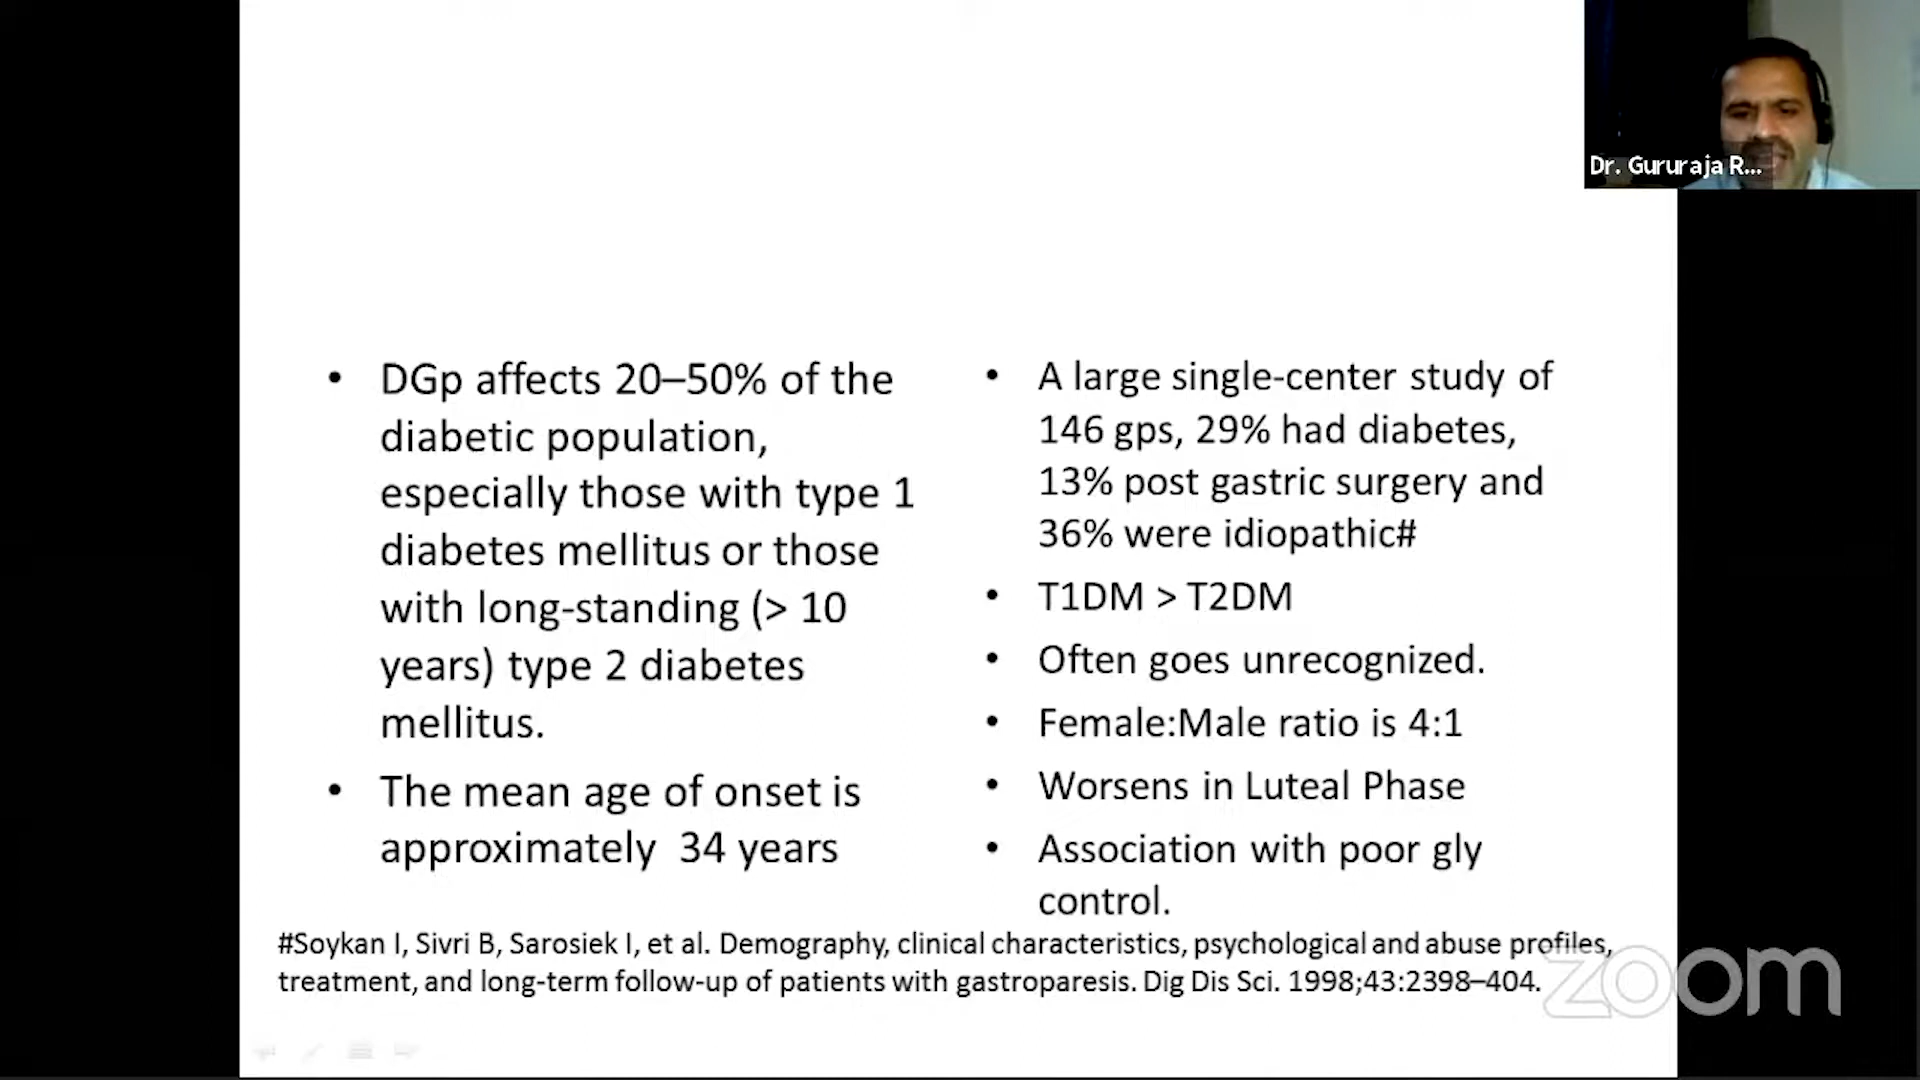 Dr. Gururaja R...
• DGp affects 20–50% of the
diabetic population,
especially those with type 1
diabetes mellitus or those
with long-standing (> 10
years) type 2 diabetes
mellitus.
• The mean age of onset is
approximately 34 years
• A large single-center study of
146 gps, 29% had diabetes,
13% post gastric surgery and
36% were idiopathic#
• T1DM > T2DM
• Often goes unrecognized.
• Female:Male ratio is 4:1
• Worsens in Luteal Phase
• Association with poor gly
control.
#Soykan I, Sivri B, Sarosiek I, et al. Demography, clinical characteristics, psychological and abuse profiles,
treatment, and long-term follow-up of patients with gastroparesis. Dig Dis Sci. 1998;43:2398–404.
zoom